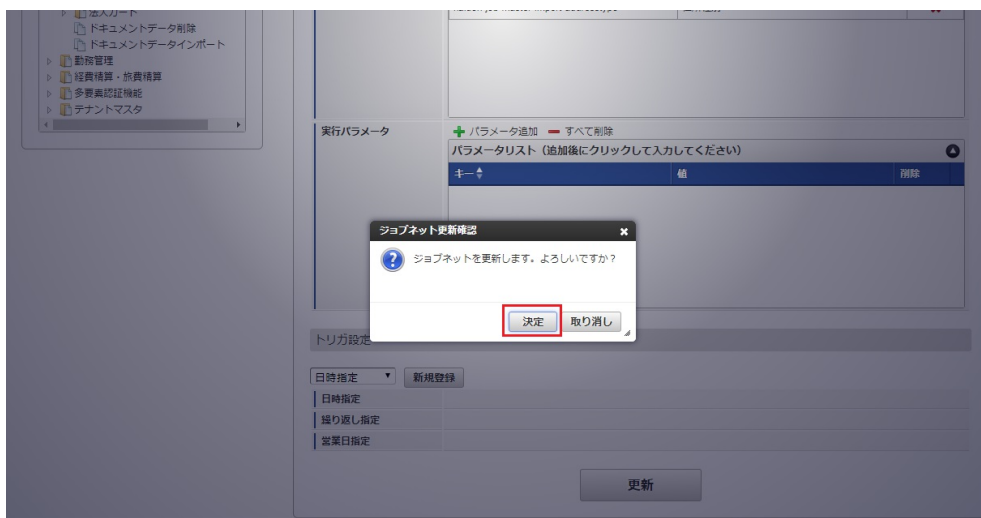 法人カード
ドキュメントデータ削除
ドキュメントデータインポート
勤務管理
経費精算・旅費精算
多要素認証機能
テナントマスタ
実行パラメータ
パラメータ追加 すべて削除
パラメータリスト（追加後にクリックして入力してください）
キー 値 削除
ジョブネット更新確認
ジョブネットを更新します。よろしいですか？
決定 取り消し
トリガ設定
日時指定 新規登録
日時指定
繰り返し指定
営業日指定
更新